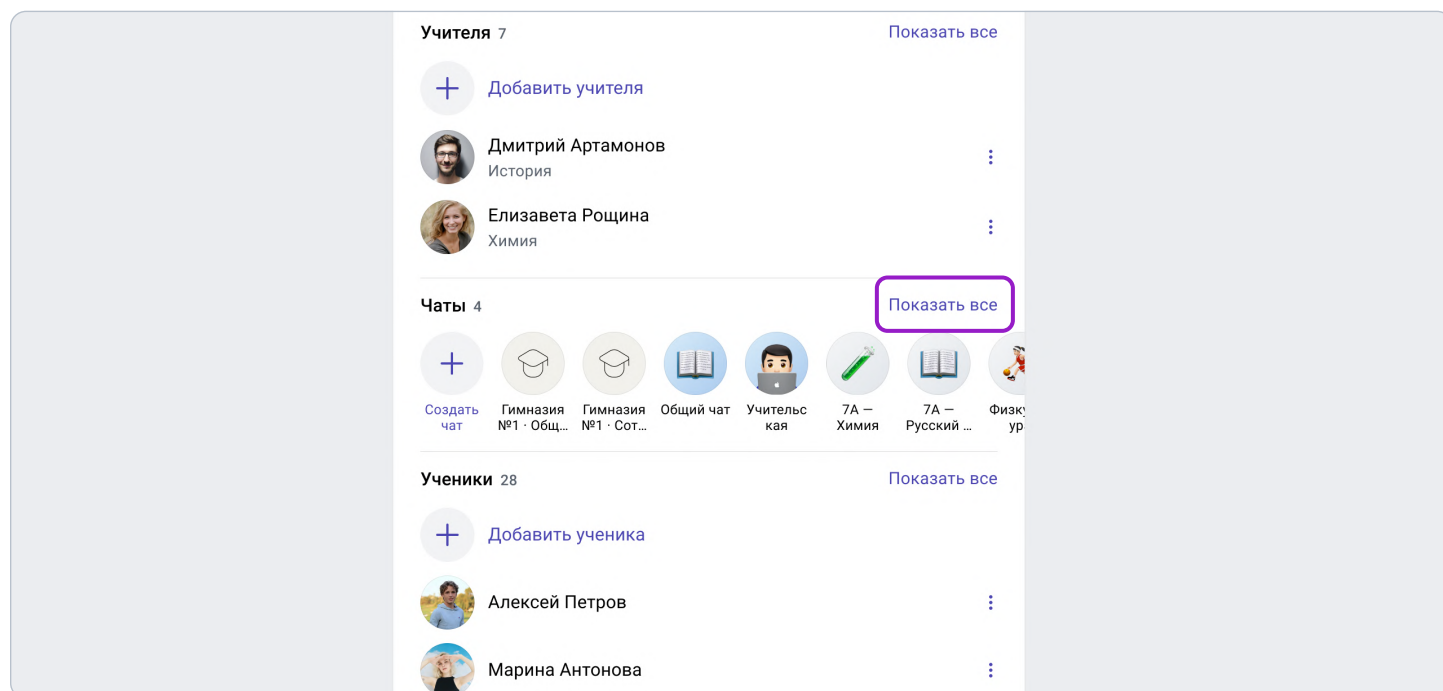 Учителя 7
Показать все
Добавить учителя
Дмитрий Артамонов
История
Елизавета Рощина
Химия
Чаты 4
Показать все
Создать
чат
Гимназия
№1 · Общ...
Гимназия
№1 · Сот...
Общий чат
Учительс
кая
7А —
Химия
7А —
Русский ...
Физку
ур
Ученики 28
Показать все
Добавить ученика
Алексей Петров
Марина Антонова